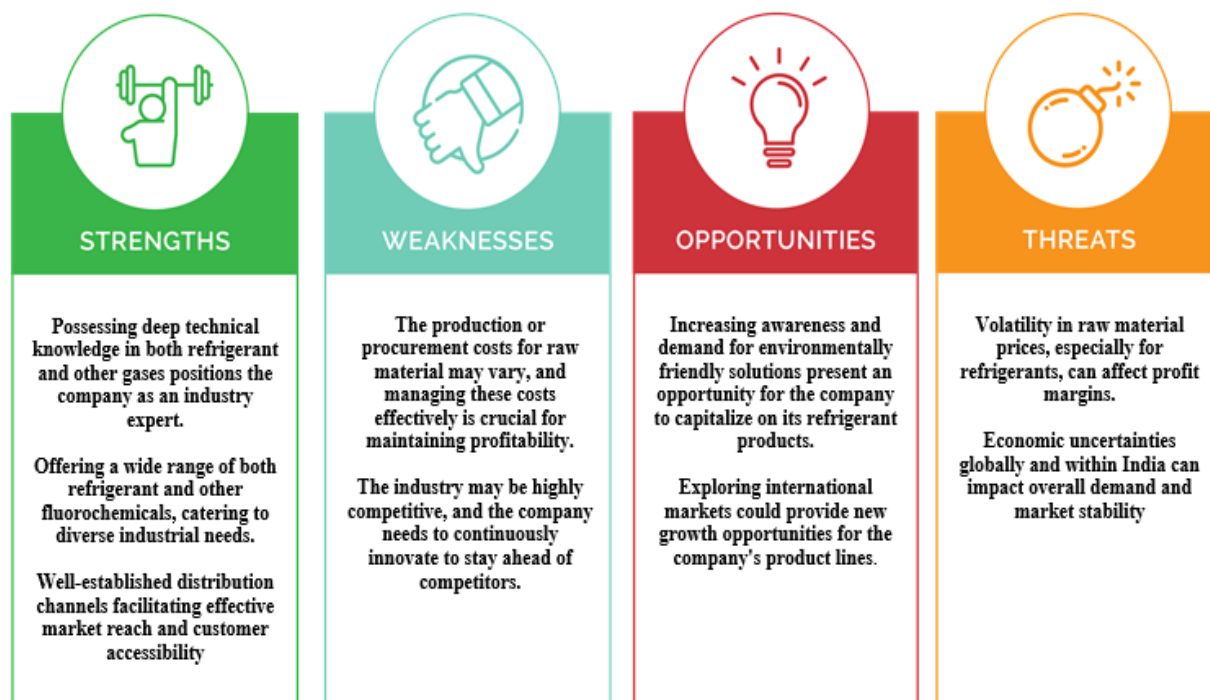 STRENGTHS
Possessing deep technical
knowledge in both refrigerant
and other gases positions the
company as an industry
expert.
Offering a wide range of both
refrigerant and other
fluorochemicals, catering to
diverse industrial needs.
Well-established distribution
channels facilitating effective
market reach and customer
accessibility
WEAKNESSES
The production or
procurement costs for raw
material may vary, and
managing these costs
effectively is crucial for
maintaining profitability.
The industry may be highly
competitive, and the company
needs to continuously
innovate to stay ahead of
competitors.
OPPORTUNITIES
Increasing awareness and
demand for environmentally
friendly solutions present an
opportunity for the company
to capitalize on its refrigerant
products.
Exploring international
markets could provide new
growth opportunities for the
company's product lines.
THREATS
Volatility in raw material
prices, especially for
refrigerants, can affect profit
margins.
Economic uncertainties
globally and within India can
impact overall demand and
market stability